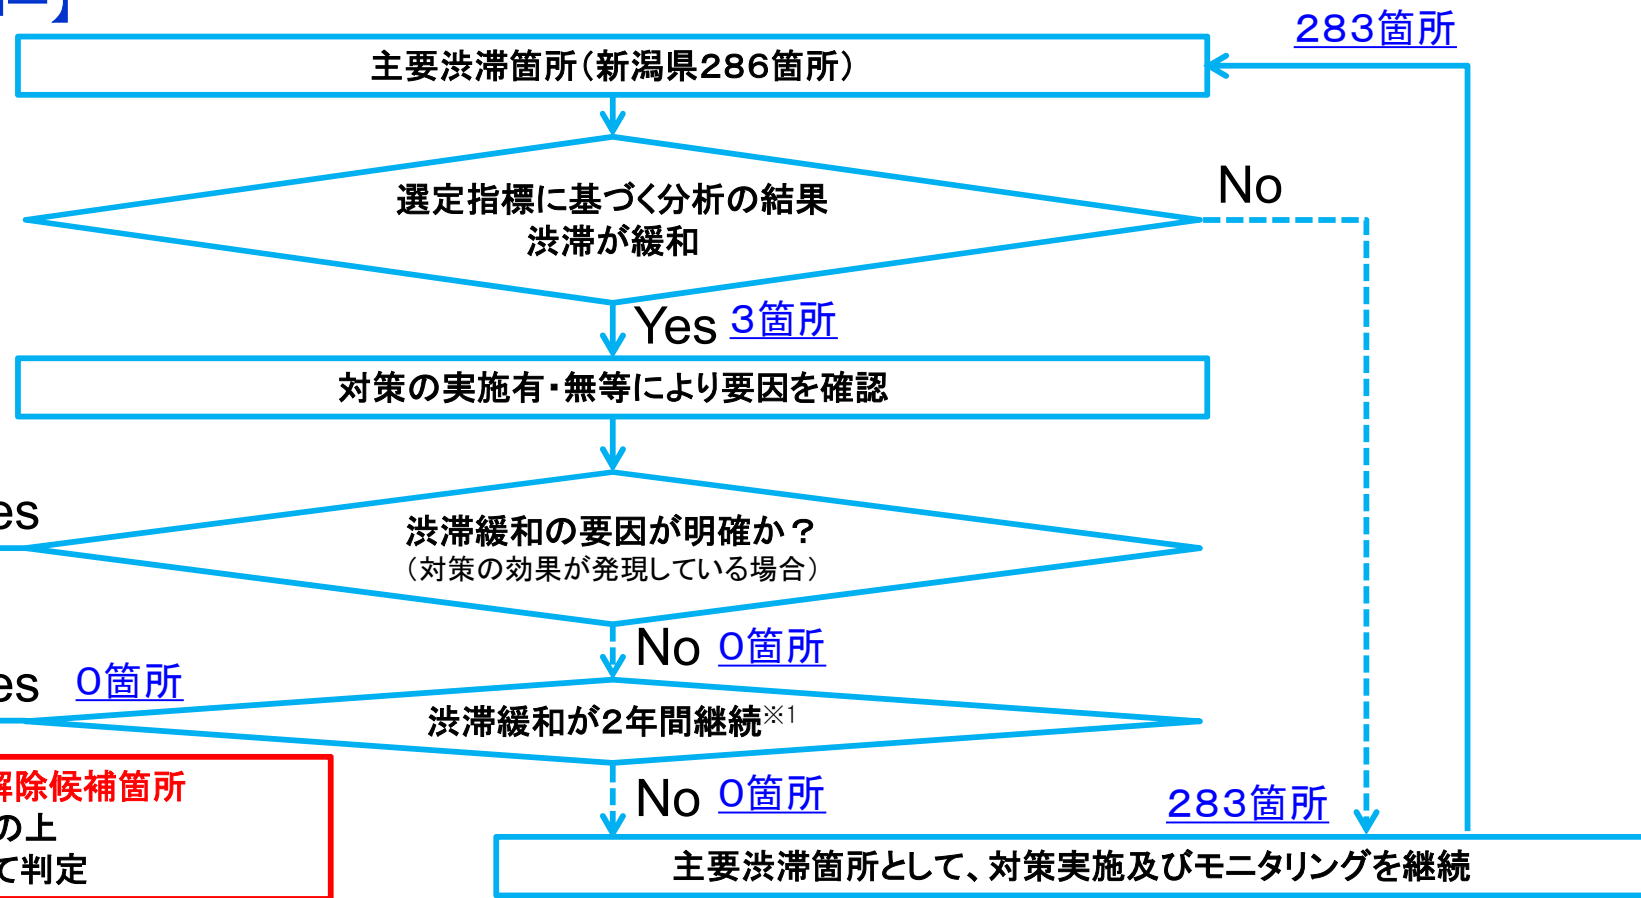 ー】
283箇所
主要渋滞箇所（新潟県286箇所）
選定指標に基づく分析の結果
渋滞が緩和
No
Yes 3箇所
対策の実施有・無等により要因を確認
es
渋滞緩和の要因が明確か？
（対策の効果が発現している場合）
No 0箇所
es 0箇所
渋滞緩和が2年間継続※1
No 0箇所
283箇所
解除候補箇所
の上
て判定
主要渋滞箇所として、対策実施及びモニタリングを継続